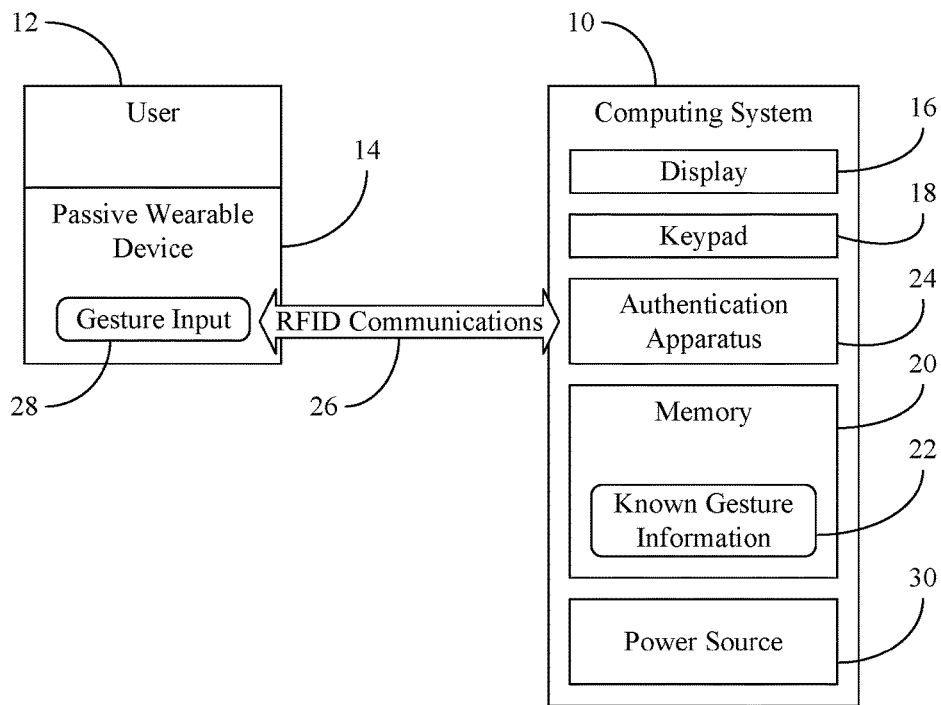 12
10
User
Computing System
16
14
Display
18
Passive Wearable
Device
Keypad
24
Gesture Input
RFID Communications
Authentication
Apparatus
20
28
26
Memory
22
Known Gesture
Information
30
Power Source